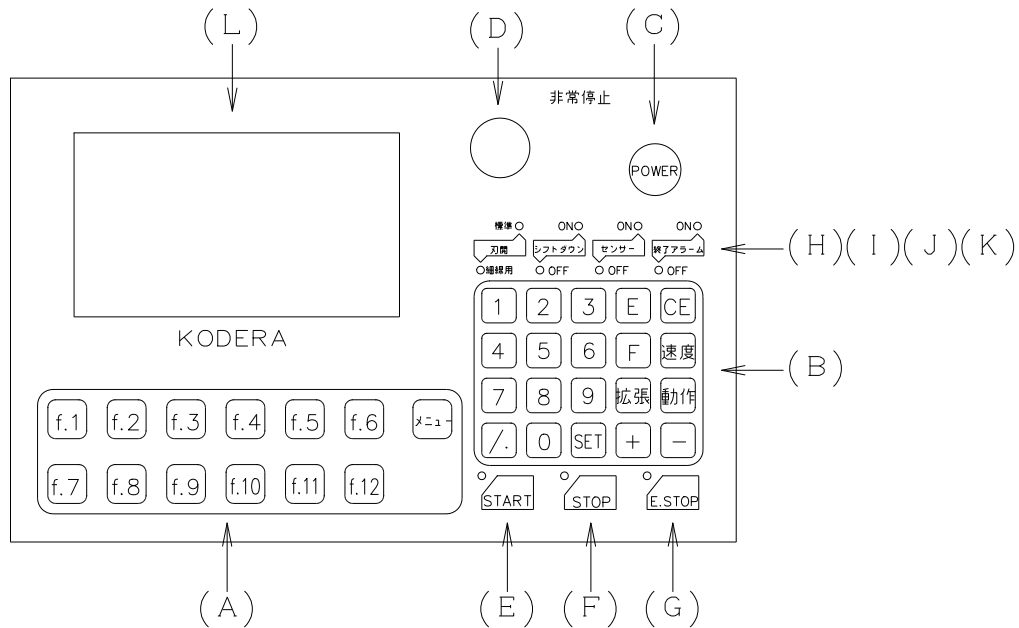 (L) (D) (C)
非常停止
POWER
標準 ON ON ON
刃開 シフトダウン センサー 終了アラーム
細線用 OFF OFF OFF
(H)(I)(J)(K)
1 2 3 E CE
KODERA
4 5 6 F 速度
(B)
7 8 9 拡張 動作
f.1 f.2 f.3 f.4 f.5 f.6 メニュー
/. 0 SET + −
f.7 f.8 f.9 f.10 f.11 f.12
START STOP E.STOP
(A) (E) (F) (G)